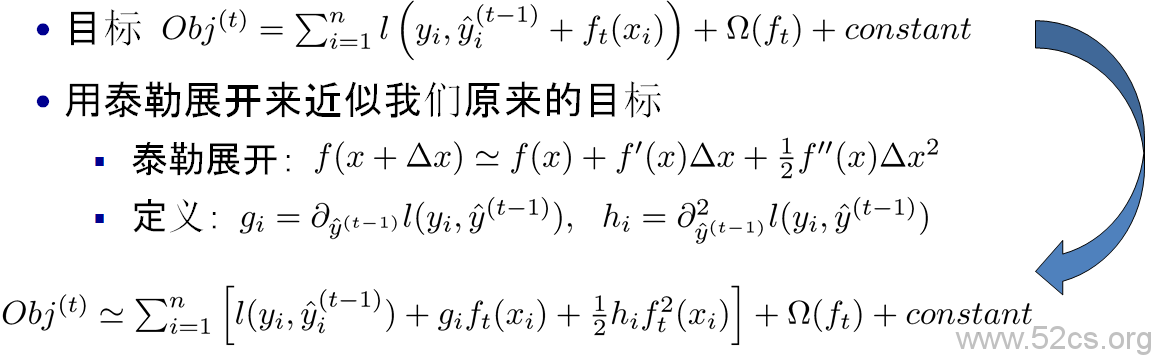 • 目标 Obj^{(t)} = \sum_{i=1}^{n} l\left(y_i, \hat{y}_i^{(t-1)} + f_t(x_i)\right) + \Omega(f_t) + constant
• 用泰勒展开来近似我们原来的目标
▪ 泰勒展开: f(x + \Delta x) \simeq f(x) + f'(x)\Delta x + \frac{1}{2} f''(x)\Delta x^2
▪ 定义: g_i = \partial_{\hat{y}^{(t-1)}} l(y_i, \hat{y}^{(t-1)}), h_i = \partial^2_{\hat{y}^{(t-1)}} l(y_i, \hat{y}^{(t-1)})
Obj^{(t)} \simeq \sum_{i=1}^{n} \left[ l(y_i, \hat{y}_i^{(t-1)}) + g_i f_t(x_i) + \frac{1}{2} h_i f_t^2(x_i) \right] + \Omega(f_t) + constant
www.52cs.org